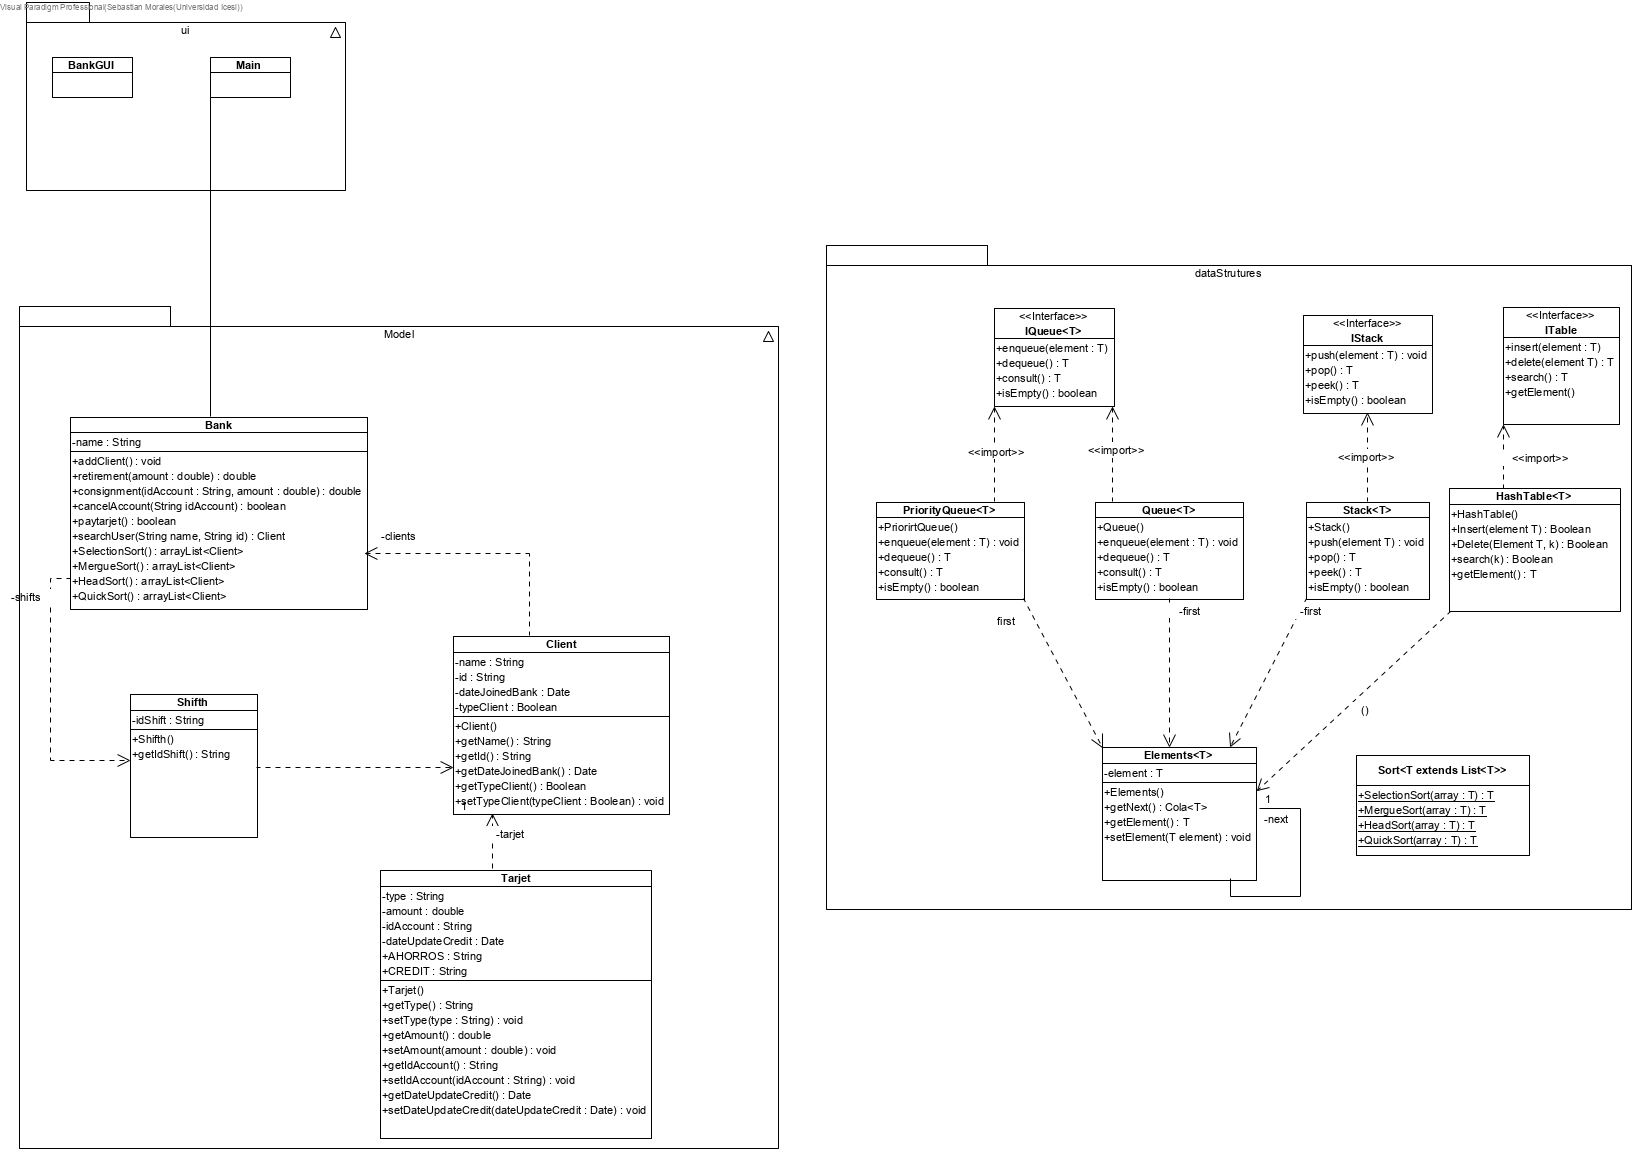 Visual Paradigm Professional(Sebastian Morales(Universidad Icesi))
ui
BankGUI
Main
Model
Bank
-name : String
+addClient() : void
+retirement(amount : double) : double
+consignment(idAccount : String, amount : double) : double
+cancelAccount(String idAccount) : boolean
+paytarjet() : boolean
+searchUser(String name, String id) : Client
+SelectionSort() : arrayList<Client>
+MergueSort() : arrayList<Client>
+HeadSort() : arrayList<Client>
+QuickSort() : arrayList<Client>
-clients
-shifts
Client
-name : String
-id : String
-dateJoinedBank : Date
-typeClient : Boolean
+Client()
+getName() : String
+getId() : String
+getDateJoinedBank() : Date
+getTypeClient() : Boolean
+setTypeClient(typeClient : Boolean) : void
1
-tarjet
Shifth
-idShift : String
+Shifth()
+getIdShift() : String
Tarjet
-type : String
-amount : double
-idAccount : String
-dateUpdateCredit : Date
+AHORROS : String
+CREDIT : String
+Tarjet()
+getType() : String
+setType(type : String) : void
+getAmount() : double
+setAmount(amount : double) : void
+getIdAccount() : String
+setIdAccount(idAccount : String) : void
+getDateUpdateCredit() : Date
+setDateUpdateCredit(dateUpdateCredit : Date) : void
dataStrutures
<<Interface>>
IQueue<T>
+enqueue(element : T)
+dequeue() : T
+consult() : T
+isEmpty() : boolean
<<Interface>>
IStack
+push(element : T) : void
+pop() : T
+peek() : T
+isEmpty() : boolean
<<Interface>>
ITable
+insert(element : T)
+delete(element T) : T
+search() : T
+getElement()
<<import>>
<<import>>
<<import>>
<<import>>
PriorityQueue<T>
+PriorirtQueue()
+enqueue(element : T) : void
+dequeue() : T
+consult() : T
+isEmpty() : boolean
Queue<T>
+Queue()
+enqueue(element : T) : void
+dequeue() : T
+consult() : T
+isEmpty() : boolean
Stack<T>
+Stack()
+push(element T) : void
+pop() : T
+peek() : T
+isEmpty() : boolean
HashTable<T>
+HashTable()
+Insert(element T) : Boolean
+Delete(Element T, k) : Boolean
+search(k) : Boolean
+getElement() : T
first
-first
-first
()
Elements<T>
-element : T
+Elements()
+getNext() : Cola<T>
+getElement() : T
+setElement(T element) : void
1
-next
Sort<T extends List<T>>
+SelectionSort(array : T) : T
+MergueSort(array : T) : T
+HeadSort(array : T) : T
+QuickSort(array : T) : T